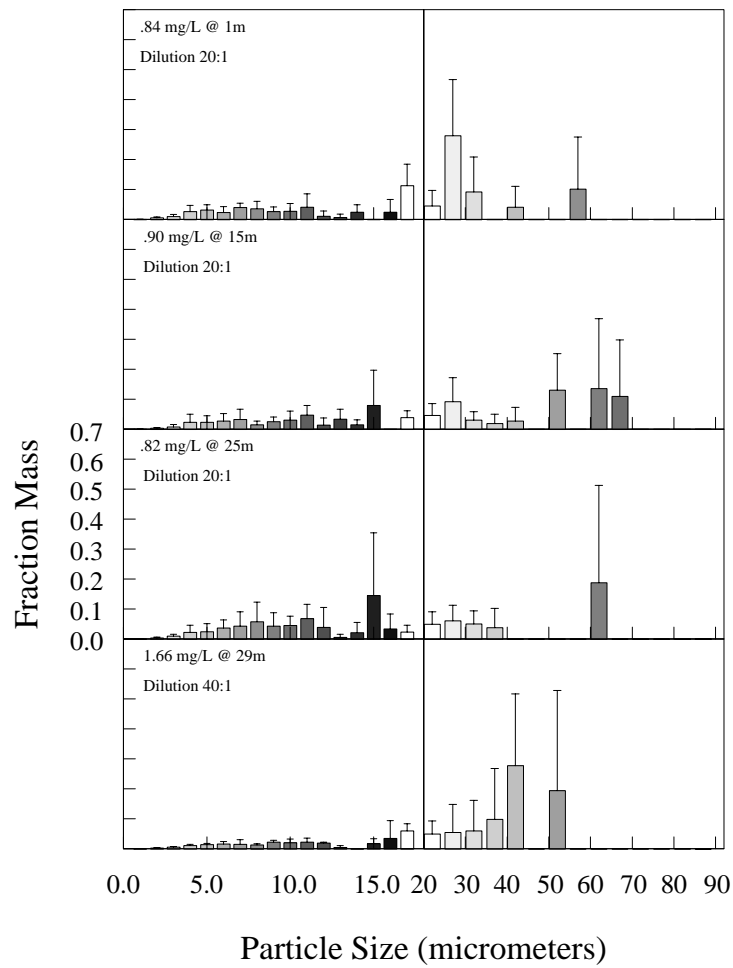 .84 mg/L @ 1m
Dilution 20:1
.90 mg/L @ 15m
Dilution 20:1
0.7
.82 mg/L @ 25m
0.6
Dilution 20:1
0.5
0.4
0.3
0.2
0.1
0.0
Fraction Mass
1.66 mg/L @ 29m
Dilution 40:1
0.0 5.0 10.0 15.0 20 30 40 50 60 70 80 90
Particle Size (micrometers)